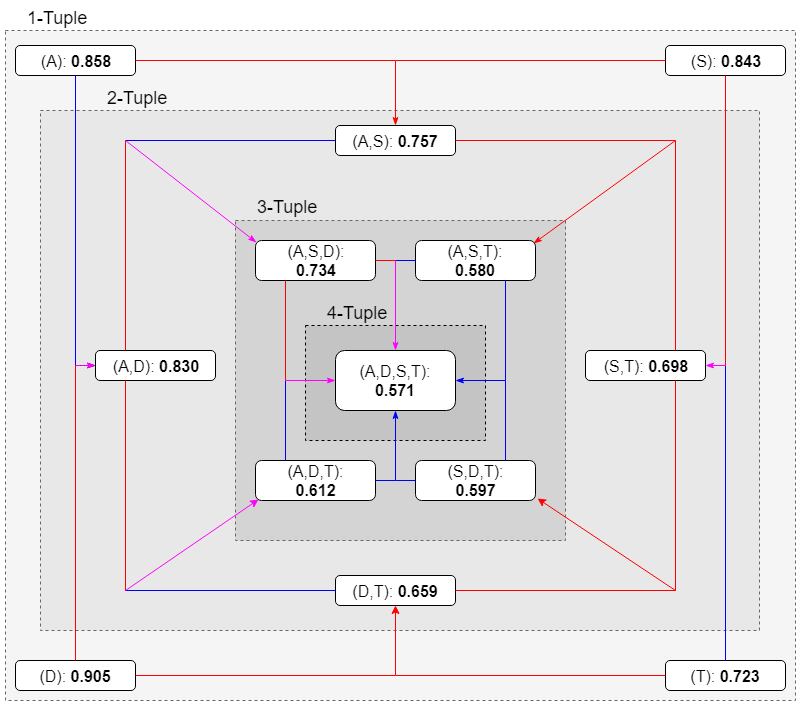 1-Tuple
(A): 0.858
(S): 0.843
2-Tuple
(A,S): 0.757
3-Tuple
(A,S,D):
0.734
(A,S,T):
0.580
4-Tuple
(A,D): 0.830
(A,D,S,T):
0.571
(S,T): 0.698
(A,D,T):
0.612
(S,D,T):
0.597
(D,T): 0.659
(D): 0.905
(T): 0.723